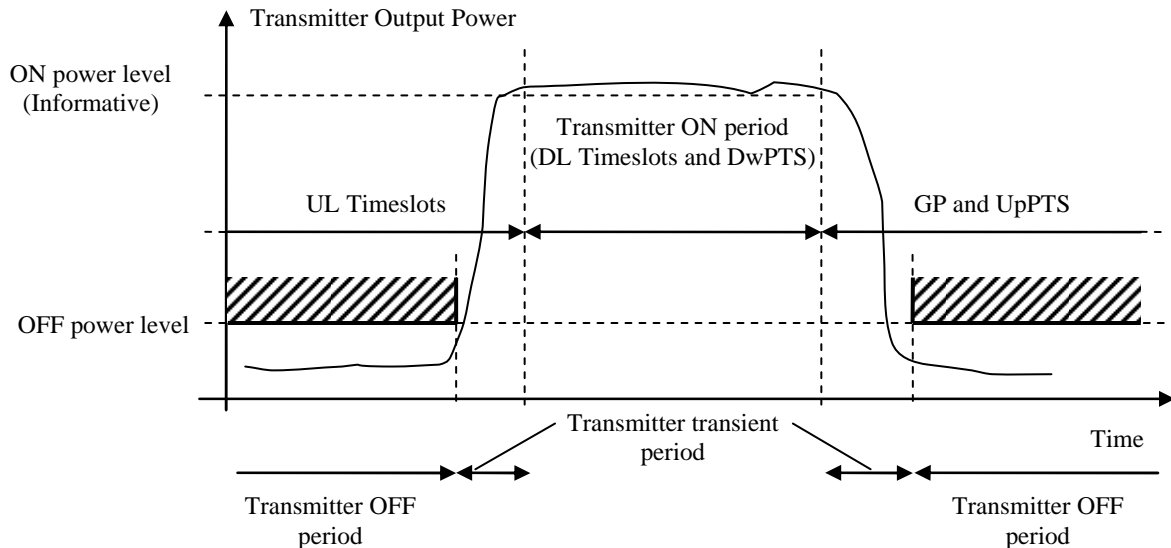 Transmitter Output Power
ON power level
(Informative)
Transmitter ON period
(DL Timeslots and DwPTS)
UL Timeslots
GP and UpPTS
OFF power level
Transmitter transient
period
Time
Transmitter OFF
period
Transmitter OFF
period